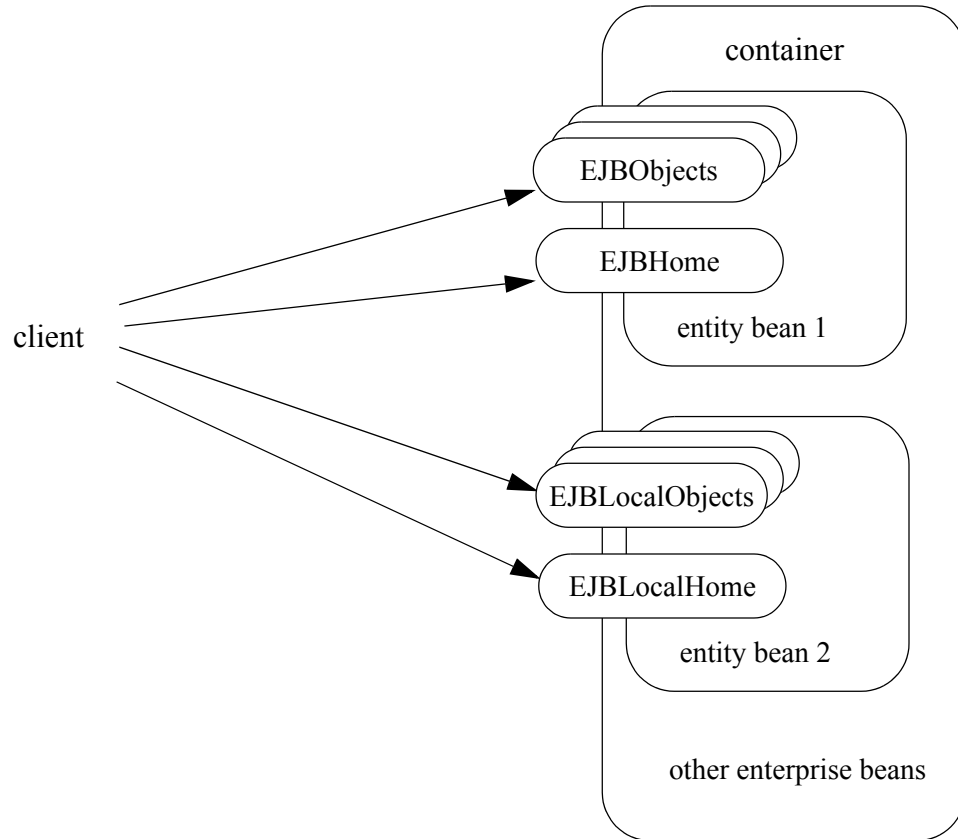 container
EJBObjects
EJBHome
entity bean 1
client
EJBLocalObjects
EJBLocalHome
entity bean 2
other enterprise beans